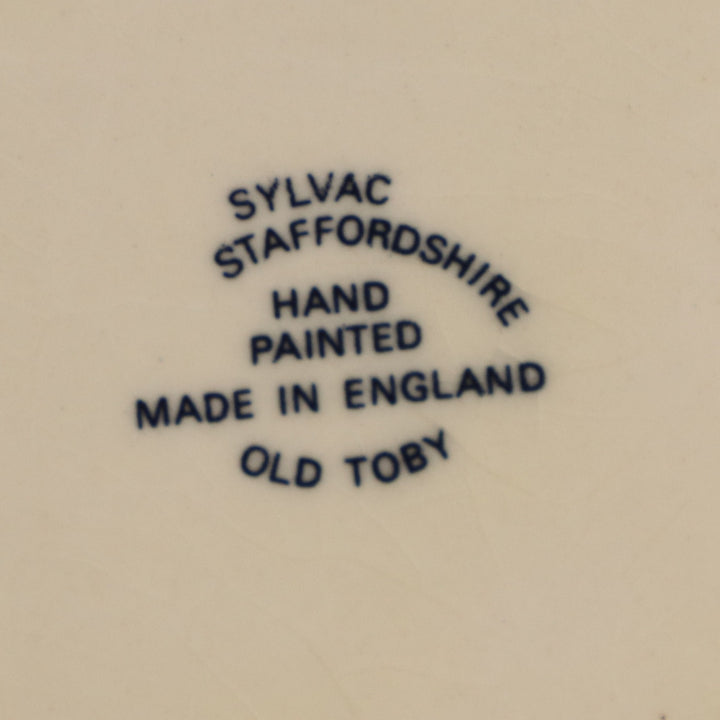 SYLVAC
STAFFORDSHIRE
HAND
PAINTED
MADE IN ENGLAND
OLD TOBY